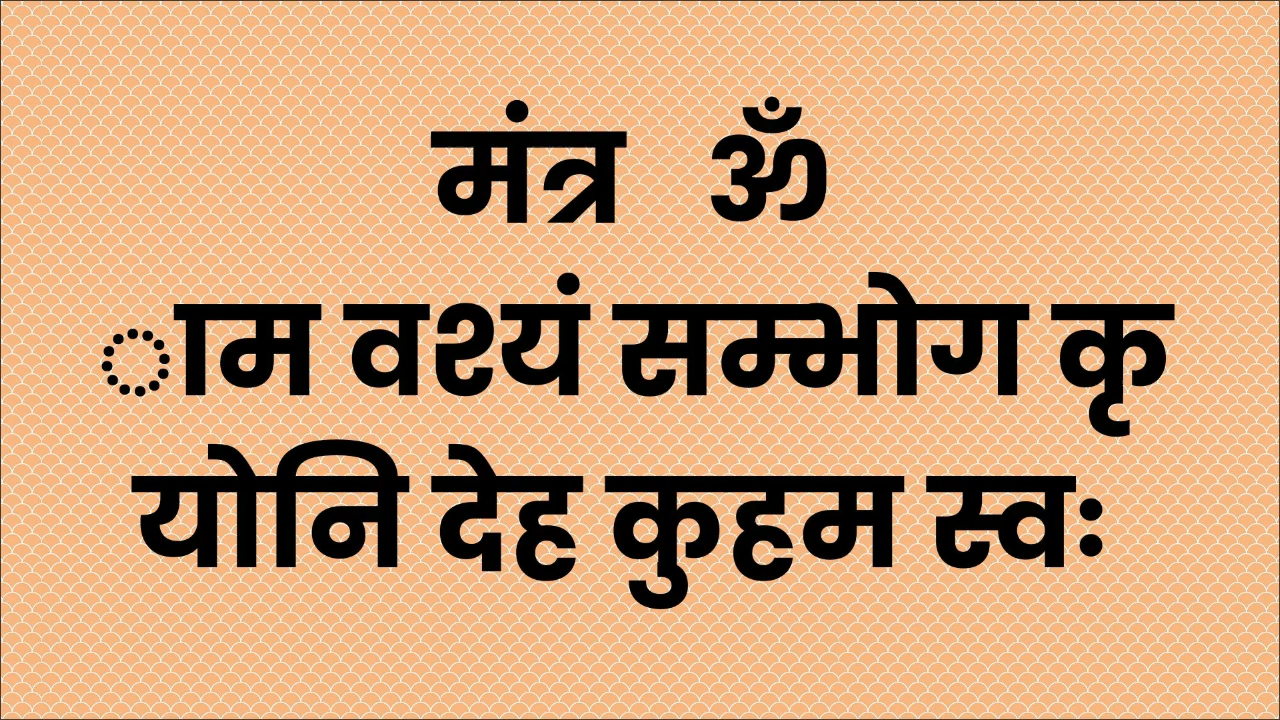 मंत्र ॐ
ाम वश्यं सम्भोग कृ
योनि देह कुहम स्वः